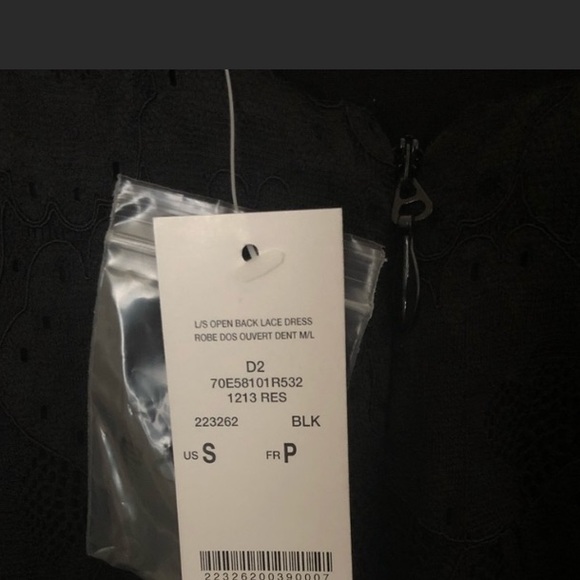 L/S OPEN BACK LACE DRESS
ROBE DOS OUVERT DENT M/L
D2
70E58101R532
1213 RES
223262 BLK
US S FR P
22326200390007